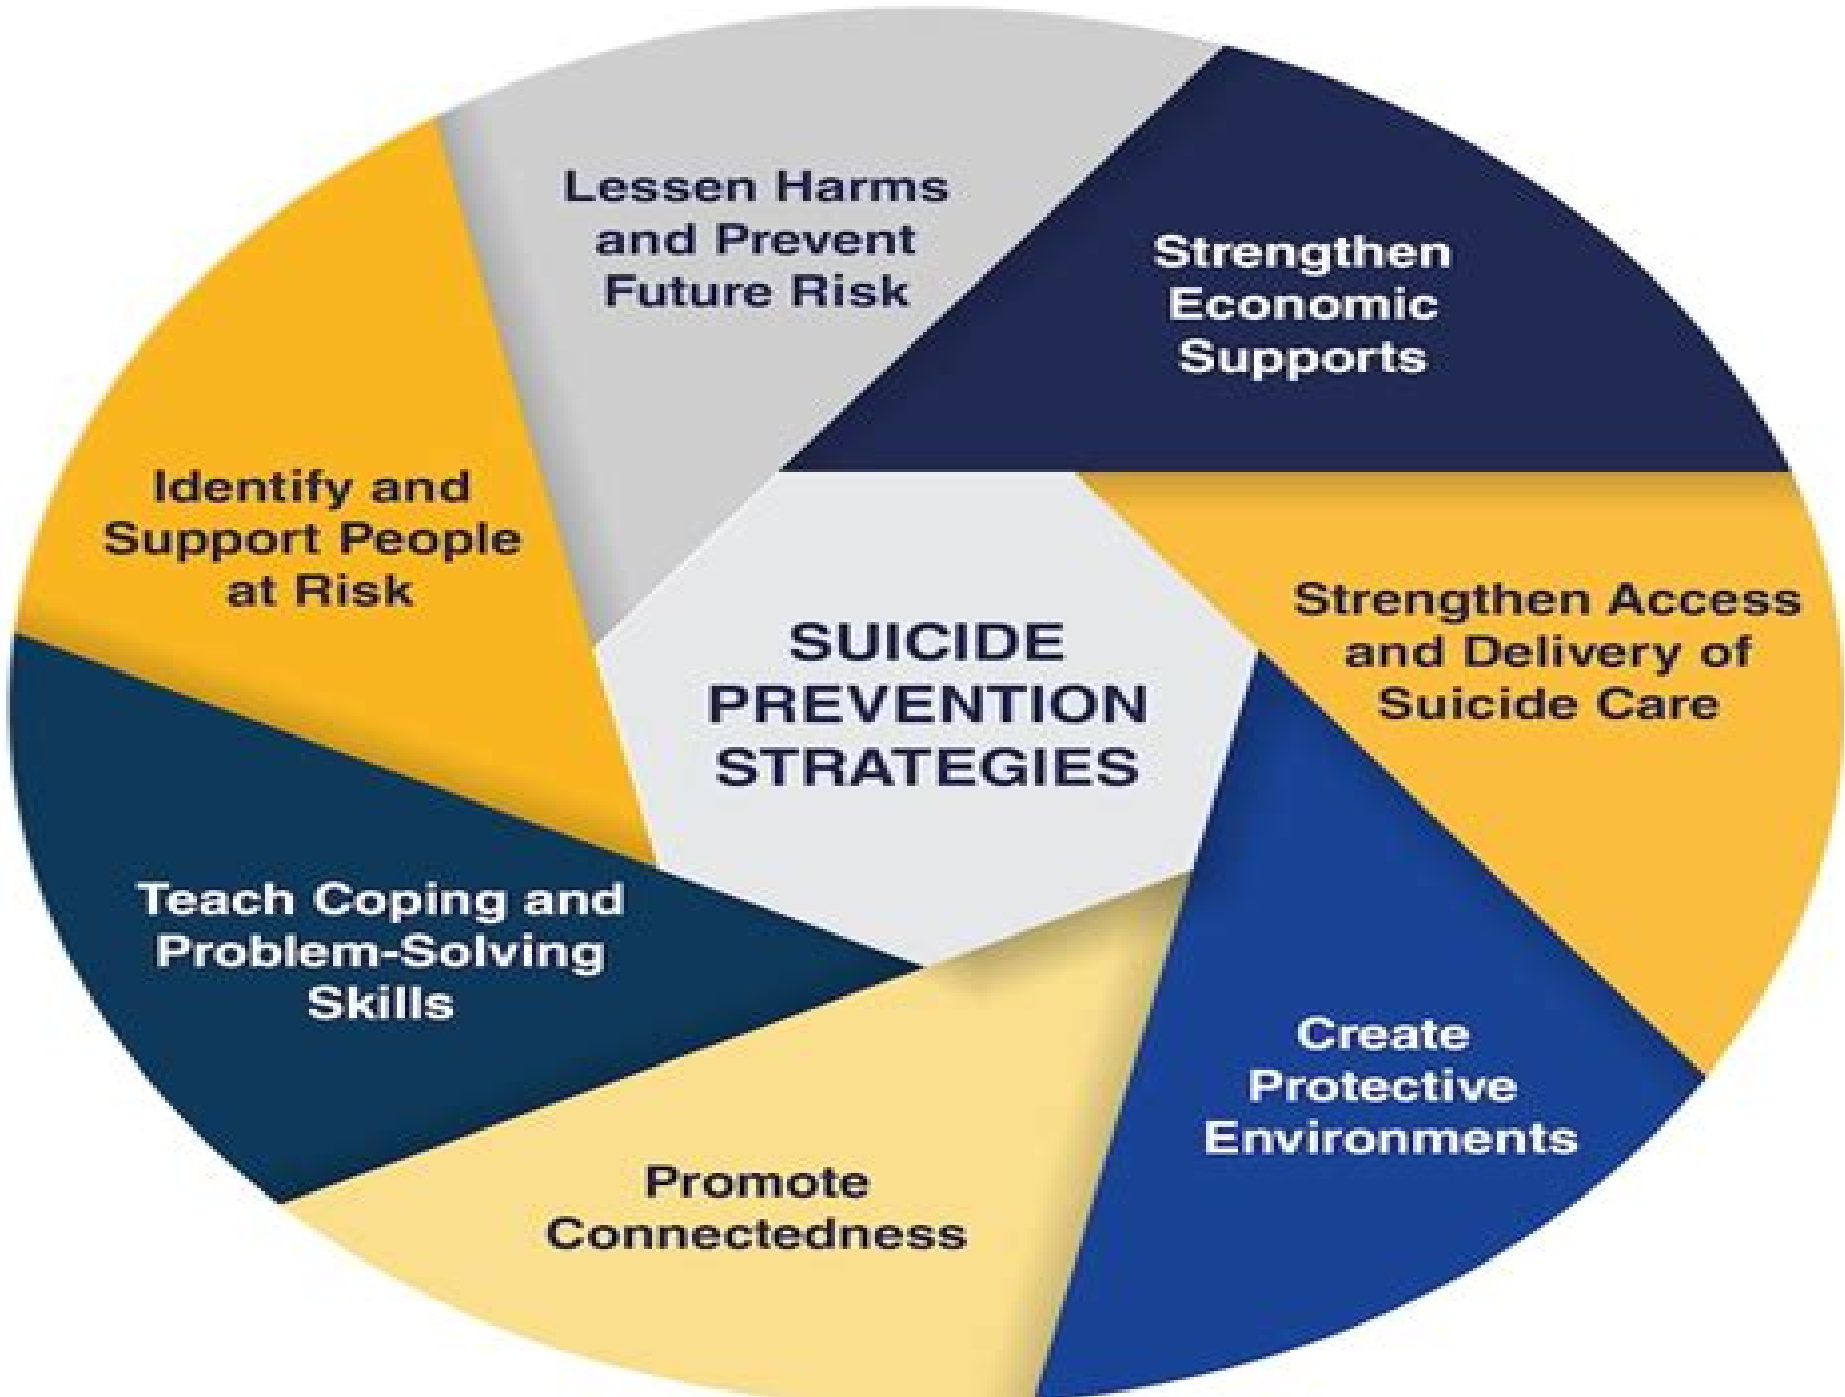 Lessen Harms
and Prevent
Future Risk
Strengthen
Economic
Supports
Identify and
Support People
at Risk
Strengthen Access
and Delivery of
Suicide Care
SUICIDE
PREVENTION
STRATEGIES
Teach Coping and
Problem-Solving
Skills
Create
Protective
Environments
Promote
Connectedness